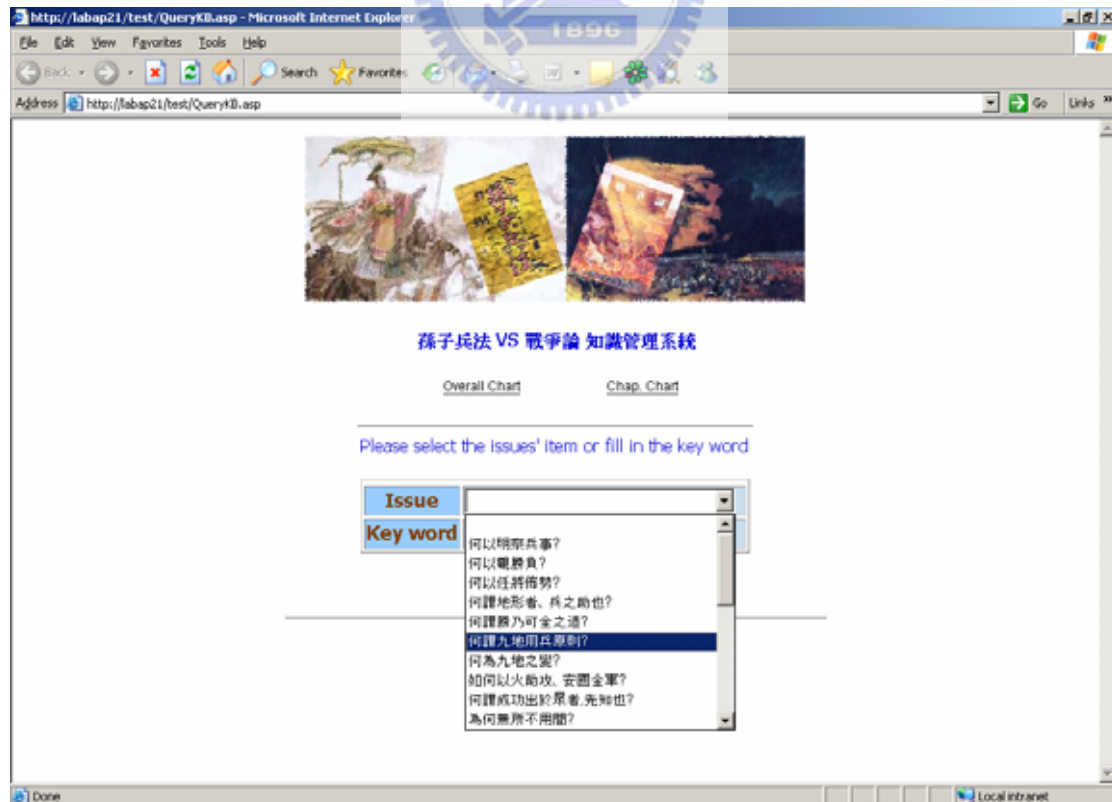 http://labap21/test/QueryKB.asp - Microsoft Internet Explorer
1896
File Edit View Favorites Tools Help
Back Search Favorites
Address http://labap21/test/QueryKB.asp Go Links »
孫子兵法 VS 戰爭論 知識管理系統
Overall Chart Chap. Chart
Please select the issues' item or fill in the key word
Issue
Key word
何以明察兵事?
何以觀勝負?
何以任將佈勢?
何謂地形者、兵之助也?
何謂勝乃可全之道?
何謂九地用兵原則?
何為九地之變?
如何以火助攻、安國全軍?
何謂成功出於眾者,先知也?
為何無所不用間?
Done Local intranet